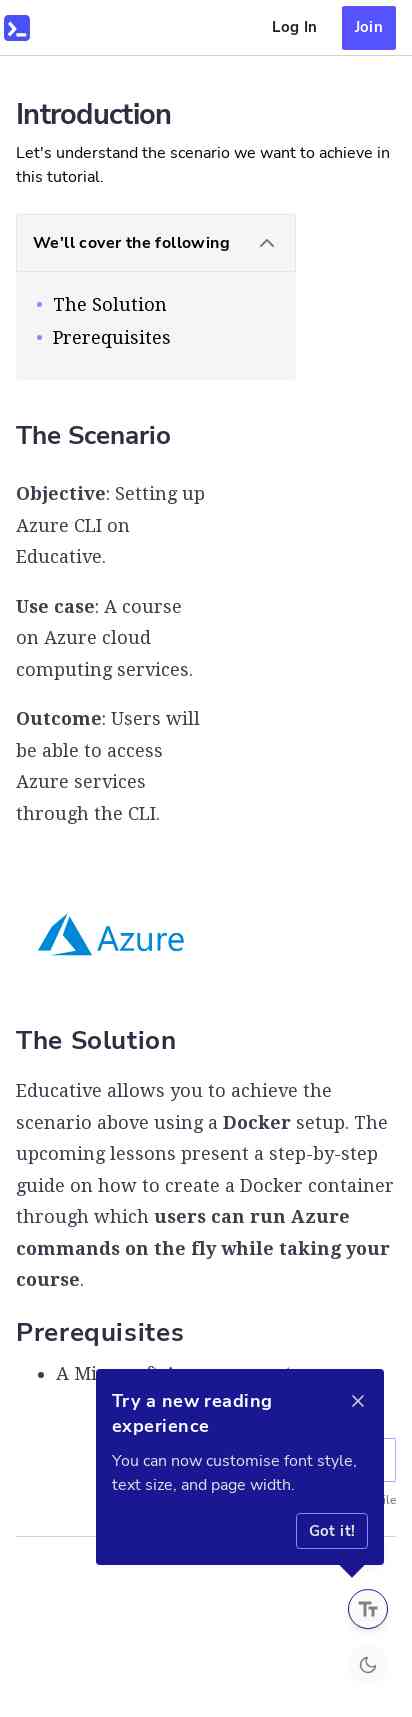 Log In
Join
Introduction
Let's understand the scenario we want to achieve in
this tutorial.
We'll cover the following
The Solution
Prerequisites
The Scenario
Objective: Setting up
Azure CLI on
Educative.
Use case: A course
on Azure cloud
computing services.
Outcome: Users will
be able to access
Azure services
through the CLI.
Azure
The Solution
Educative allows you to achieve the
scenario above using a Docker setup. The
upcoming lessons present a step-by-step
guide on how to create a Docker container
through which users can run Azure
commands on the fly while taking your
course.
Prerequisites
A
Try a new reading
experience
You can now customise font style,
text size, and page width.
Got it!